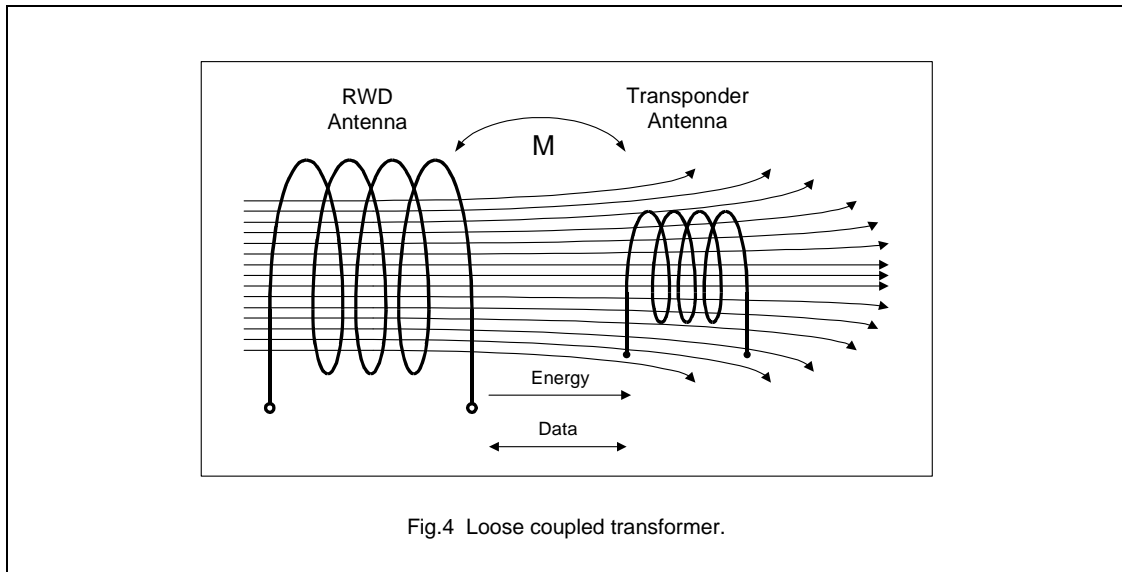 RWD
Antenna
Transponder
Antenna
M
Energy
Data
Fig.4 Loose coupled transformer.